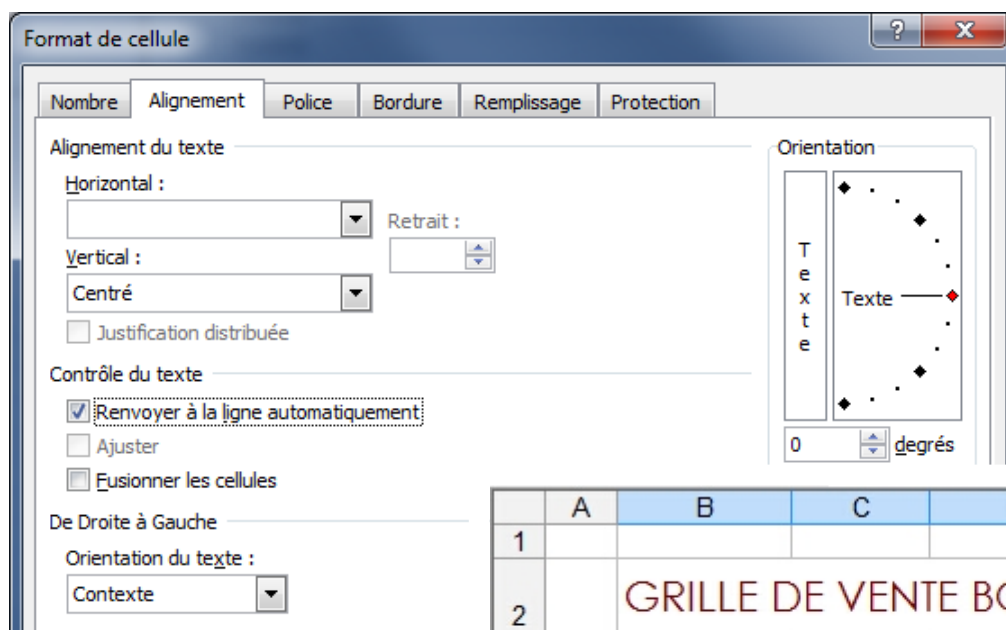 Format de cellule
Nombre Alignement Police Bordure Remplissage Protection
Alignement du texte
Horizontal :
Retrait :
Vertical :
Centré
Justification distribuée
Contrôle du texte
Renvoyer à la ligne automatiquement
Ajuster
Fusionner les cellules
De Droite à Gauche
Orientation du texte :
Contexte
Orientation
Texte
Texte
0 degrés
A B C
1
2 GRILLE DE VENTE